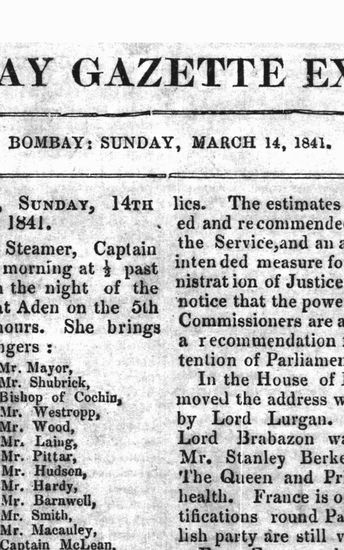 AY GAZETTE EX
BOMBAY: SUNDAY, MARCH 14, 1841.
, SUNDAY, 14TH
1841.
Steamer, Captain
morning at ½ past
the night of the
at Aden on the 5th
hours. She brings
ngers :
Mr. Mayor,
Mr. Shubrick,
Bishop of Cochin,
Mr. Westropp,
Mr. Wood,
Mr. Laing,
Mr. Pittar,
Mr. Hudson,
Mr. Hardy,
Mr. Barnwell,
Mr. Smith,
Mr. Macauley,
Captain McLean,
lics. The estimates
ed and recommende
the Service,and an a
intended measure fo
nistrat ion of Justice
notice that the powe
Commissioners are a
a recommendation
tention of Parliamen
In the House of
moved the address w
by Lord Lurgan.
Lord Brabazon wa
Mr. Stanley Berke
The Queen and Pri
health. France is o
tifications round Pa
lish party are still v